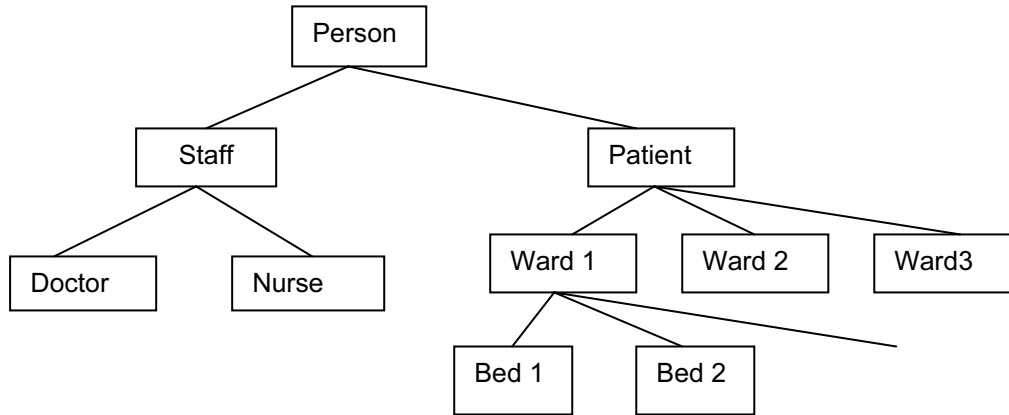 Person
Staff
Patient
Doctor
Nurse
Ward 1
Ward 2
Ward3
Bed 1
Bed 2